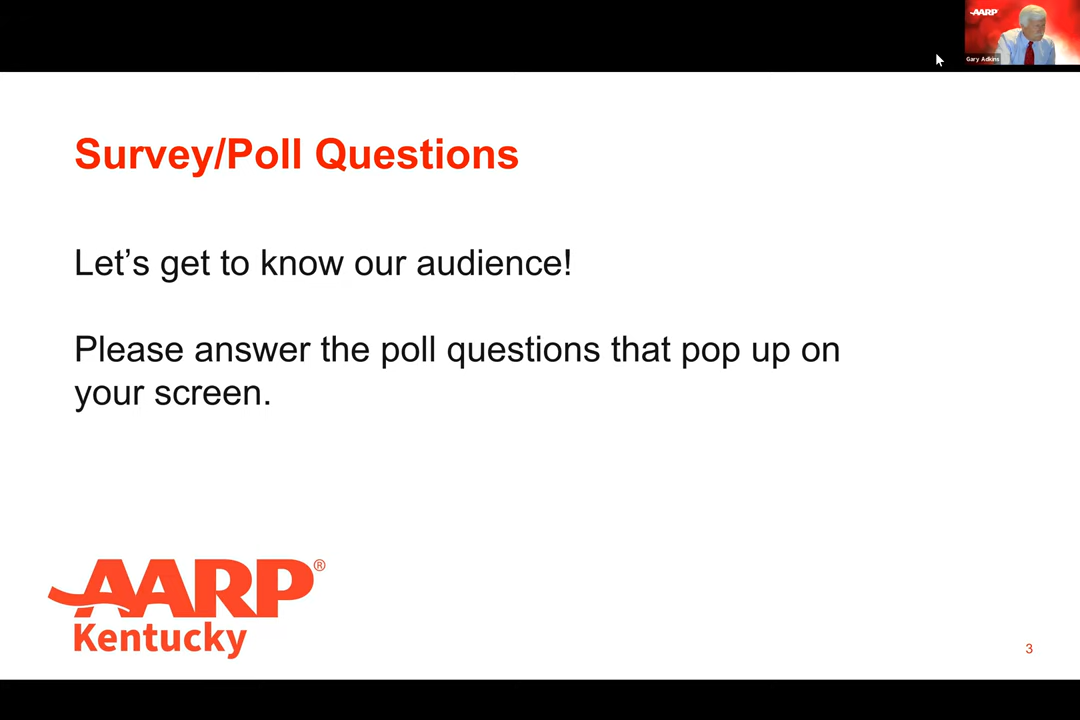 AARP
Gary Adkins
Survey/Poll Questions
Let’s get to know our audience!
Please answer the poll questions that pop up on
your screen.
AARP®
Kentucky
3